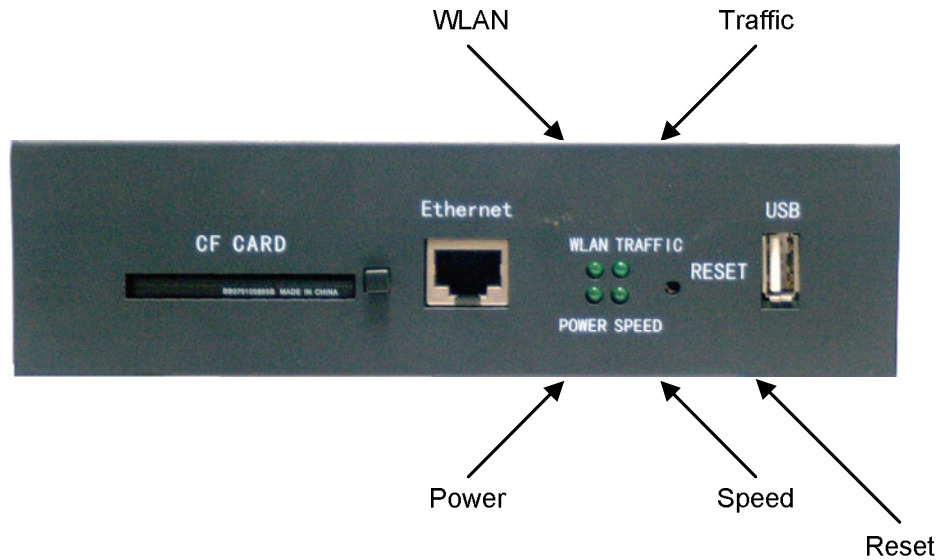 WLAN
Traffic
Ethernet
USB
CF CARD
WLAN TRAFFIC
RESET
MADE IN CHINA
POWER SPEED
Power
Speed
Reset